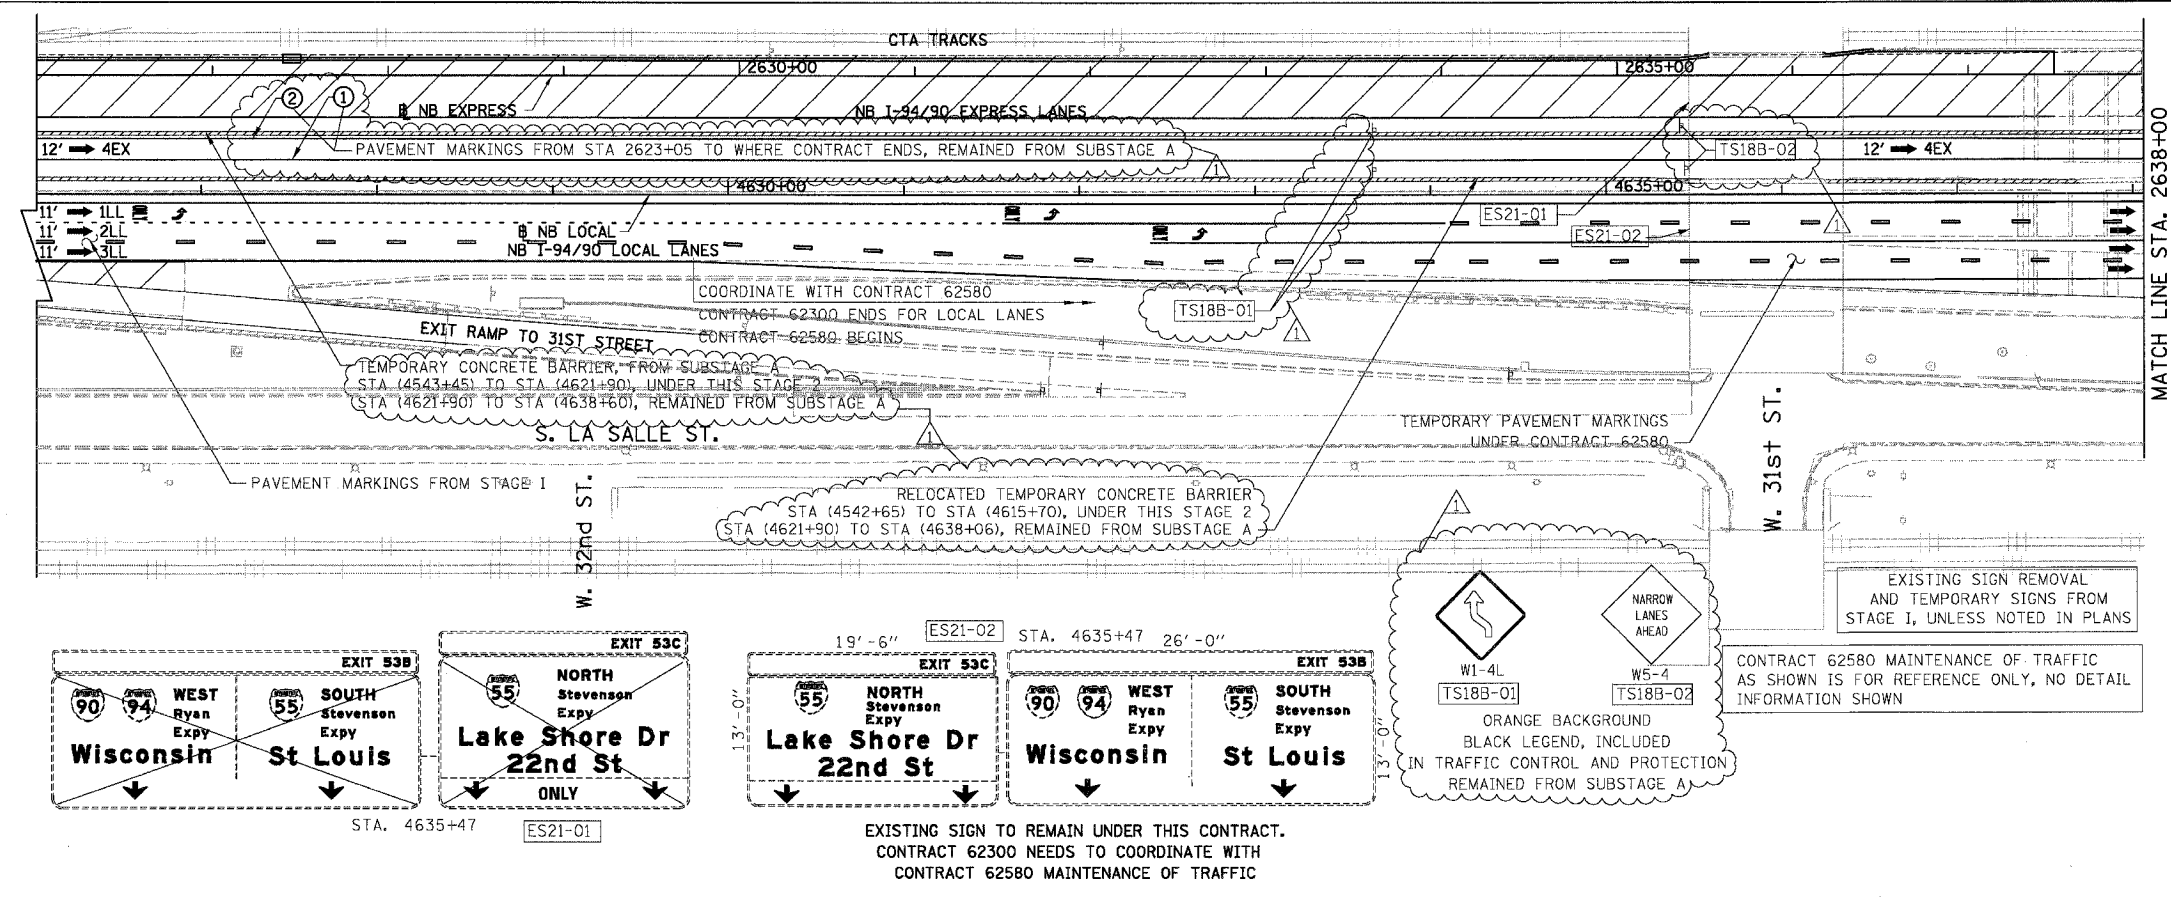 CTA TRACKS
2630+00
2635+00
2
1
NB EXPRESS
NB I-94/90 EXPRESS LANES
12' 4EX
PAVEMENT MARKINGS FROM STA 2623+05 TO WHERE CONTRACT ENDS, REMAINED FROM SUBSTAGE A
1
TS18B-02
12' 4EX
4630+00
4635+00
11' 1LL
11' 2LL
11' 3LL
ES21-01
ES21-02
1
NB LOCAL
NB I-94/90 LOCAL LANES
MATCH LINE STA. 2638+00
COORDINATE WITH CONTRACT 62580
CONTRACT 62300 ENDS FOR LOCAL LANES
CONTRACT 62580 BEGINS
TS18B-01
1
EXIT RAMP TO 31ST STREET
TEMPORARY CONCRETE BARRIER, FROM SUBSTAGE A
STA (4543+45) TO STA (4621+90), UNDER THIS STAGE 2
STA (4621+90) TO STA (4638+60), REMAINED FROM SUBSTAGE A
1
S. LA SALLE ST.
TEMPORARY PAVEMENT MARKINGS
UNDER CONTRACT 62580
W. 31st ST.
PAVEMENT MARKINGS FROM STAGE I
W. 32nd ST.
RELOCATED TEMPORARY CONCRETE BARRIER
STA (4542+65) TO STA (4615+70), UNDER THIS STAGE 2
STA (4621+90) TO STA (4638+06), REMAINED FROM SUBSTAGE A
1
EXISTING SIGN REMOVAL
AND TEMPORARY SIGNS FROM
STAGE I, UNLESS NOTED IN PLANS
CONTRACT 62580 MAINTENANCE OF TRAFFIC
AS SHOWN IS FOR REFERENCE ONLY, NO DETAIL
INFORMATION SHOWN
NARROW
LANES
AHEAD
W1-4L
TS18B-01
W5-4
TS18B-02
ORANGE BACKGROUND
BLACK LEGEND, INCLUDED
IN TRAFFIC CONTROL AND PROTECTION
REMAINED FROM SUBSTAGE A
EXIT 53B
90 94 WEST
Ryan
Expy
Wisconsin
55 SOUTH
Stevenson
Expy
St Louis
EXIT 53C
55 NORTH
Stevenson
Expy
Lake Shore Dr
22nd St
ONLY
STA. 4635+47
ES21-01
19'-6"
ES21-02
STA. 4635+47
26'-0"
13'-0"
EXIT 53C
55 NORTH
Stevenson
Expy
Lake Shore Dr
22nd St
EXIT 53B
90 94 WEST
Ryan
Expy
Wisconsin
55 SOUTH
Stevenson
Expy
St Louis
13'-0"
EXISTING SIGN TO REMAIN UNDER THIS CONTRACT.
CONTRACT 62300 NEEDS TO COORDINATE WITH
CONTRACT 62580 MAINTENANCE OF TRAFFIC